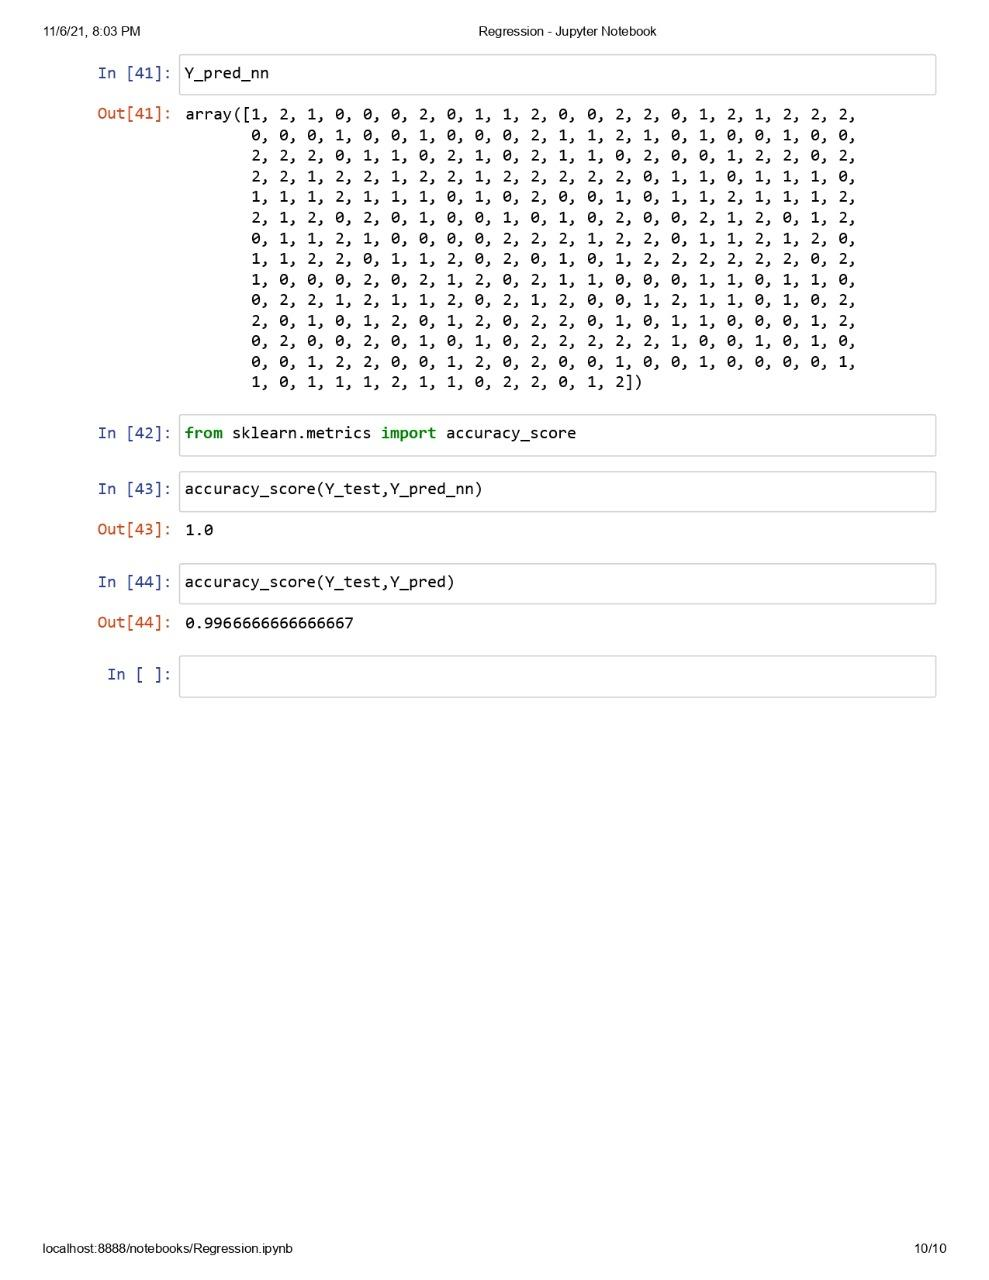 11/6/21, 8:03 PM Regression - Jupyter Notebook
In [41]: Y_pred_nn
Out[41]: array([1, 2, 1, 0, 0, 0, 2, 0, 1, 1, 2, 0, 0, 2, 2, 0, 1, 2, 1, 2, 2, 2,
0, 0, 0, 1, 0, 0, 1, 0, 0, 0, 2, 1, 1, 2, 1, 0, 1, 0, 0, 1, 0, 0,
2, 2, 2, 0, 1, 1, 0, 2, 1, 0, 2, 1, 1, 0, 2, 0, 0, 1, 2, 2, 0, 2,
2, 2, 1, 2, 2, 1, 2, 2, 1, 2, 2, 2, 2, 2, 0, 1, 1, 0, 1, 1, 1, 0,
1, 1, 1, 2, 1, 1, 1, 0, 1, 0, 2, 0, 0, 1, 0, 1, 1, 2, 1, 1, 1, 2,
2, 1, 2, 0, 2, 0, 1, 0, 0, 1, 0, 1, 0, 2, 0, 0, 2, 1, 2, 0, 1, 2,
0, 1, 1, 2, 1, 0, 0, 0, 0, 2, 2, 2, 1, 2, 2, 0, 1, 1, 2, 1, 2, 0,
1, 1, 2, 2, 0, 1, 1, 2, 0, 2, 0, 1, 0, 1, 2, 2, 2, 2, 2, 2, 0, 2,
1, 0, 0, 0, 2, 0, 2, 1, 2, 0, 2, 1, 1, 0, 0, 0, 1, 1, 0, 1, 1, 0,
0, 2, 2, 1, 2, 1, 1, 2, 0, 2, 1, 2, 0, 0, 1, 2, 1, 1, 0, 1, 0, 2,
2, 0, 1, 0, 1, 2, 0, 1, 2, 0, 2, 2, 0, 1, 0, 1, 1, 0, 0, 0, 1, 2,
0, 2, 0, 0, 2, 0, 1, 0, 1, 0, 2, 2, 2, 2, 2, 1, 0, 0, 1, 0, 1, 0,
0, 0, 1, 2, 2, 0, 0, 1, 2, 0, 2, 0, 0, 1, 0, 0, 1, 0, 0, 0, 0, 1,
1, 0, 1, 1, 1, 2, 1, 1, 0, 2, 2, 0, 1, 2])
In [42]: from sklearn.metrics import accuracy_score
In [43]: accuracy_score(Y_test,Y_pred_nn)
Out[43]: 1.0
In [44]: accuracy_score(Y_test,Y_pred)
Out[44]: 0.9966666666666667
In [ ]:
localhost:8888/notebooks/Regression.ipynb 10/10